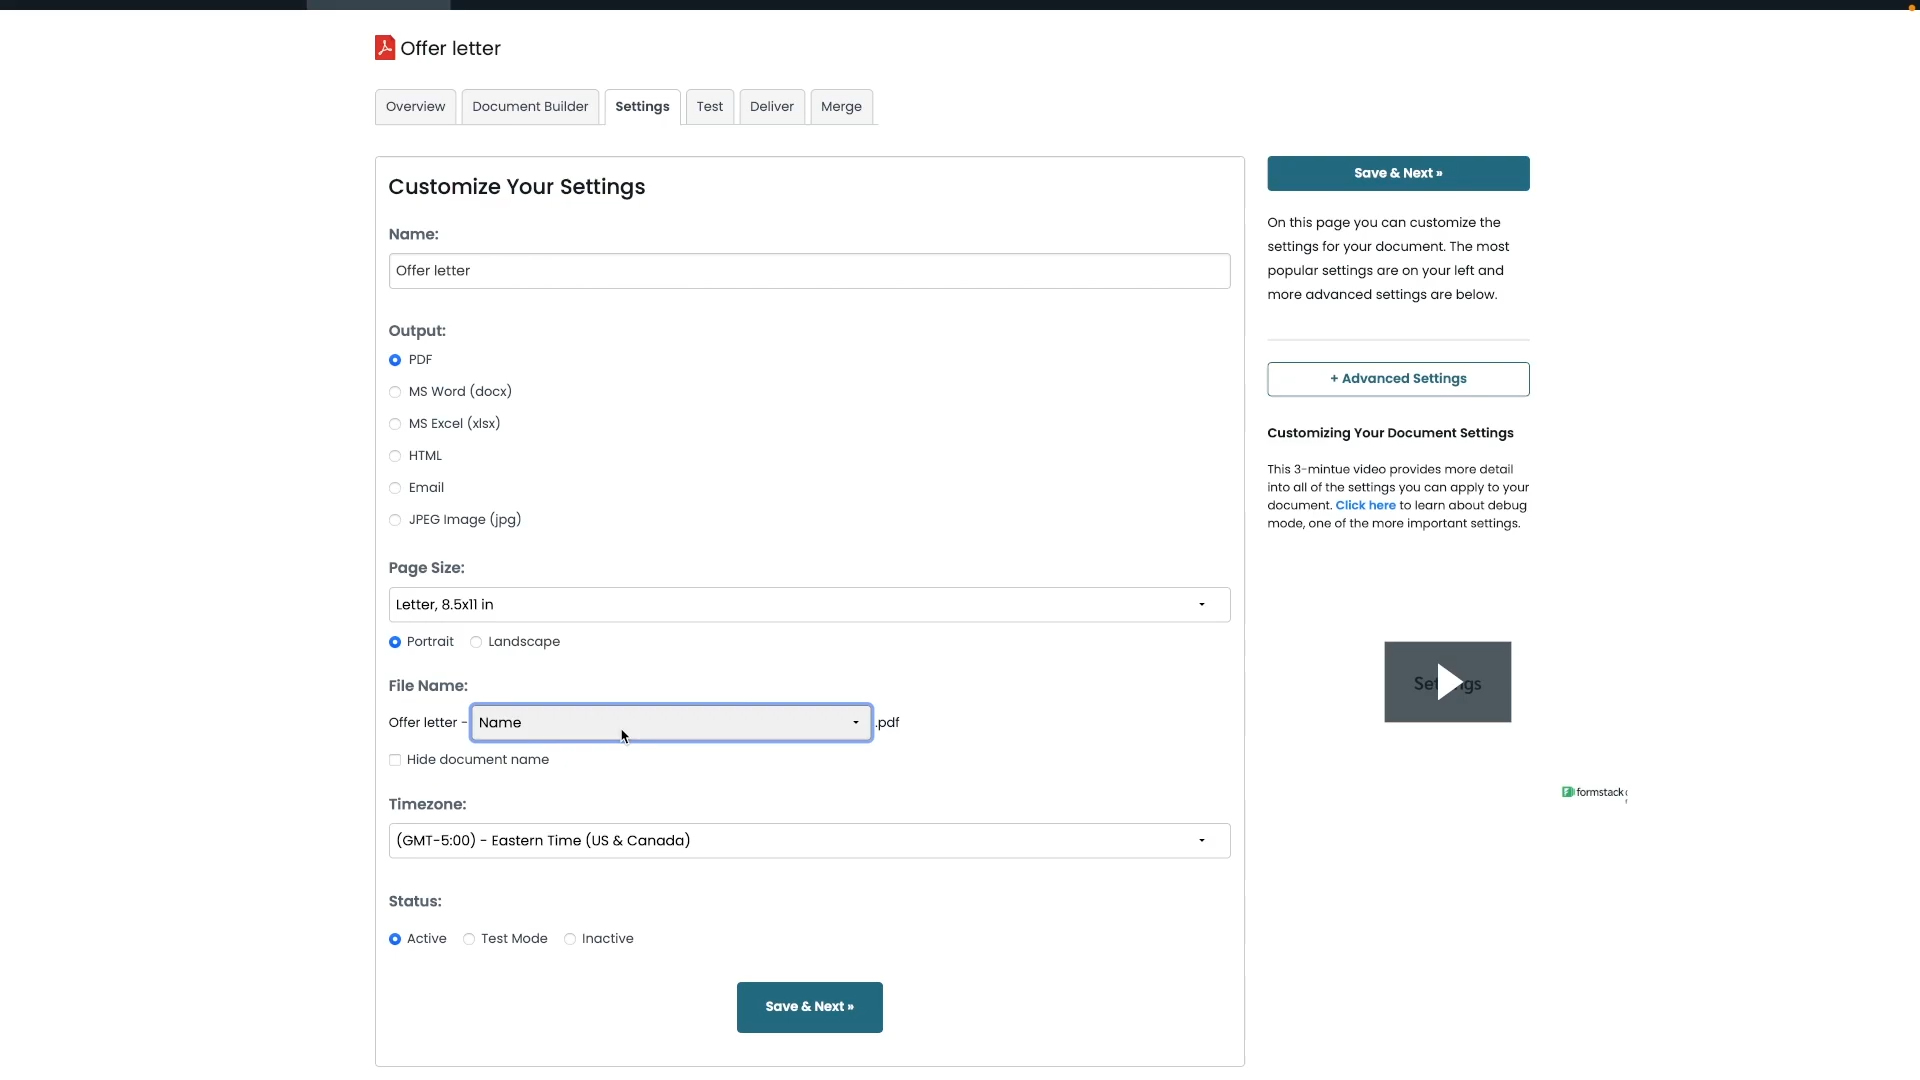 Offer letter
Overview
Document Builder
Settings
Test
Deliver
Merge
Customize Your Settings
Name:
Offer letter
Output:
PDF
MS Word (docx)
MS Excel (xlsx)
HTML
Email
JPEG Image (jpg)
Page Size:
Letter, 8.5x11 in
Portrait
Landscape
File Name:
Offer letter - Name .pdf
Hide document name
Timezone:
(GMT-5:00) - Eastern Time (US & Canada)
Status:
Active
Test Mode
Inactive
Save & Next »
Save & Next »
On this page you can customize the
settings for your document. The most
popular settings are on your left and
more advanced settings are below.
+ Advanced Settings
Customizing Your Document Settings
This 3-mintue video provides more detail
into all of the settings you can apply to your
document. Click here to learn about debug
mode, one of the more important settings.
formstack